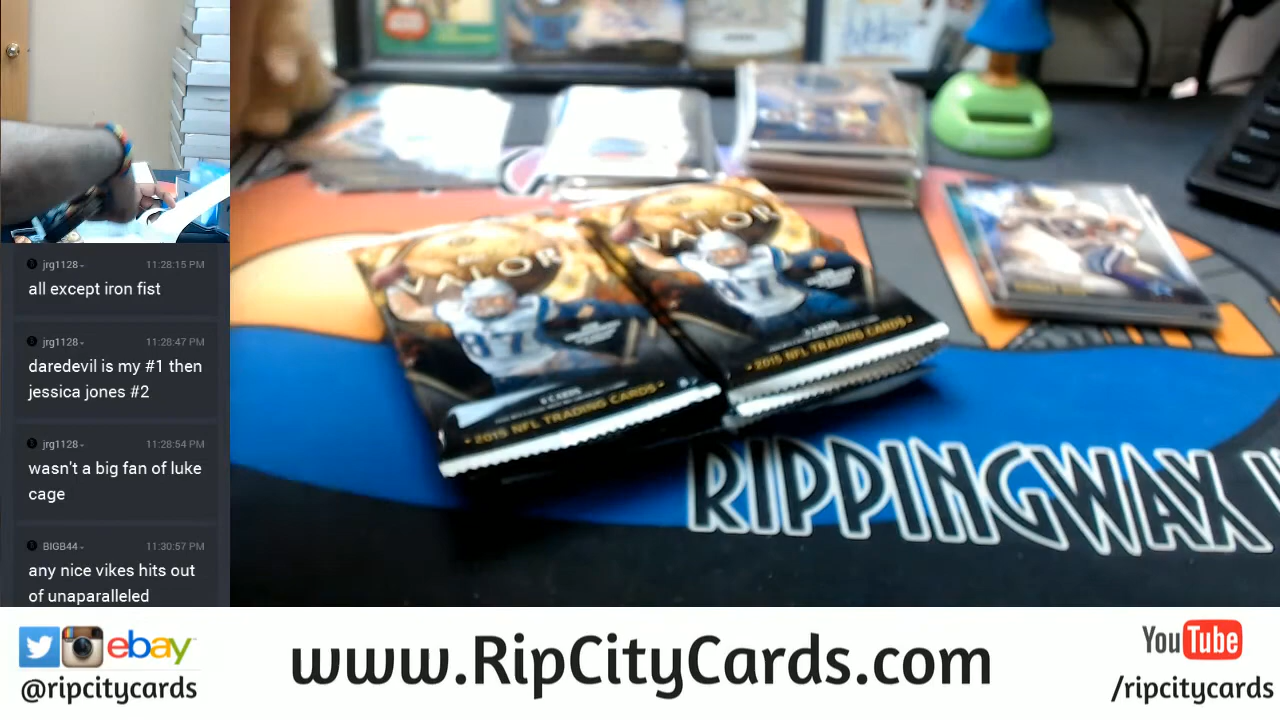 jrg1128- 11:28:15 PM
all except iron fist
jrg1128- 11:28:47 PM
daredevil is my #1 then
jessica jones #2
jrg1128- 11:28:54 PM
wasn't a big fan of luke
cage
BIGB44- 11:30:57 PM
any nice vikes hits out
of unaparalleled
VALOR
87
2015 NFL TRADING CARDS
VALOR
87
2015 NFL TRADING CARDS
RIPPINGWAX
ebay
@ripcitycards
www.RipCityCards.com
YouTube
/ripcitycards